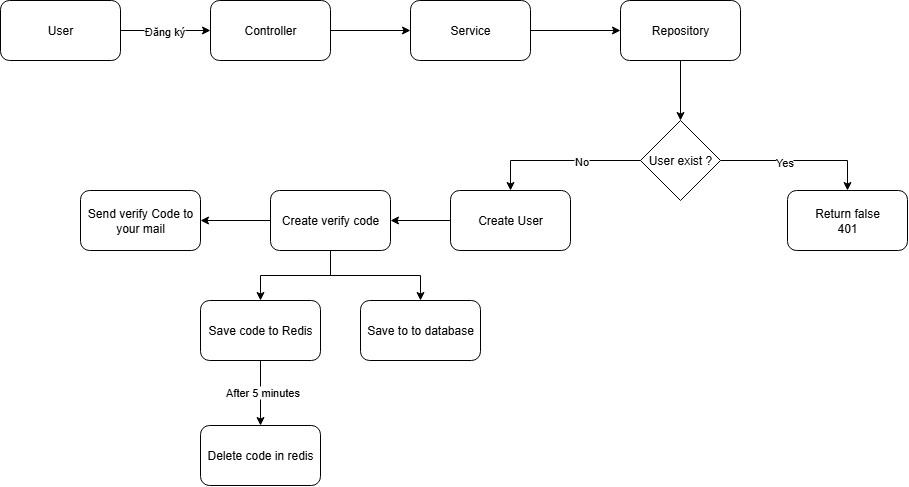 User
Đăng ký
Controller
Service
Repository
User exist ?
No
Yes
Send verify Code to
your mail
Create verify code
Create User
Return false
401
Save code to Redis
Save to to database
After 5 minutes
Delete code in redis